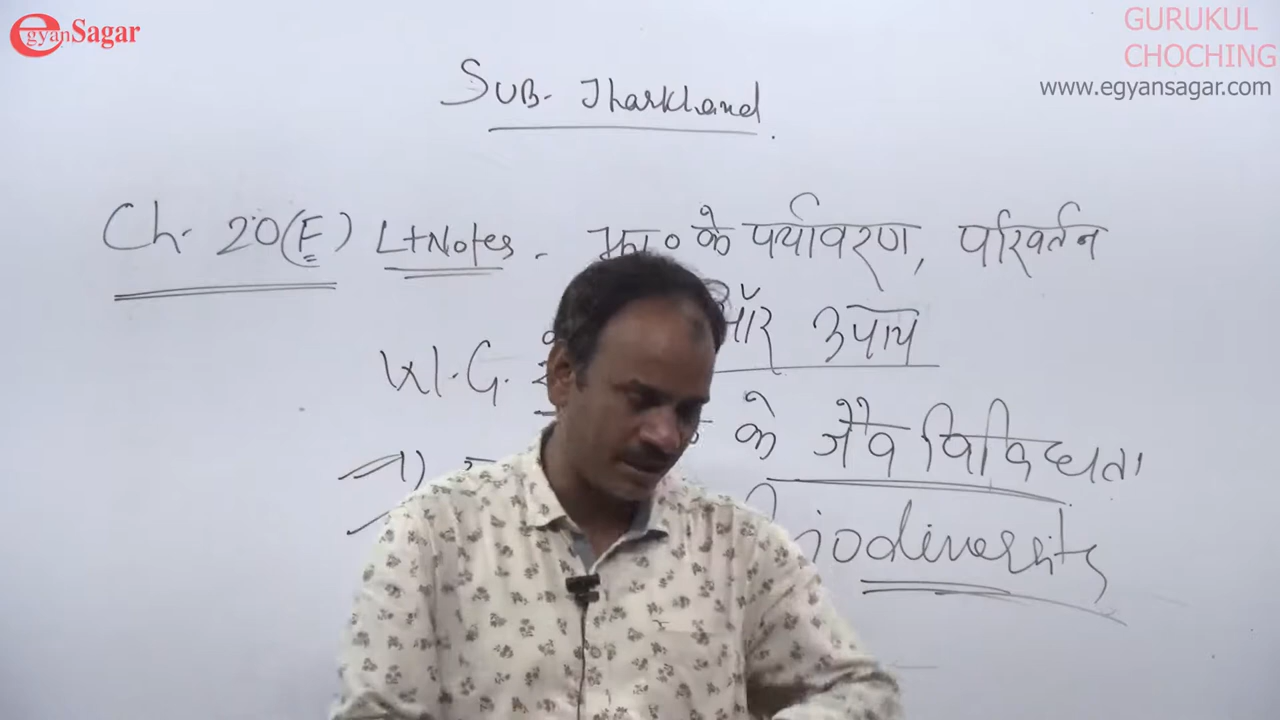 egyanSagar
GURUKUL
CHOCHING
www.egyansagar.com
SUB- Jharkhand
Ch- 20(F) L+Notes - झा० के पर्यावरण, परिवर्तन
और उपाय
W.G.
1) के जैव विविधता
Biodiversity